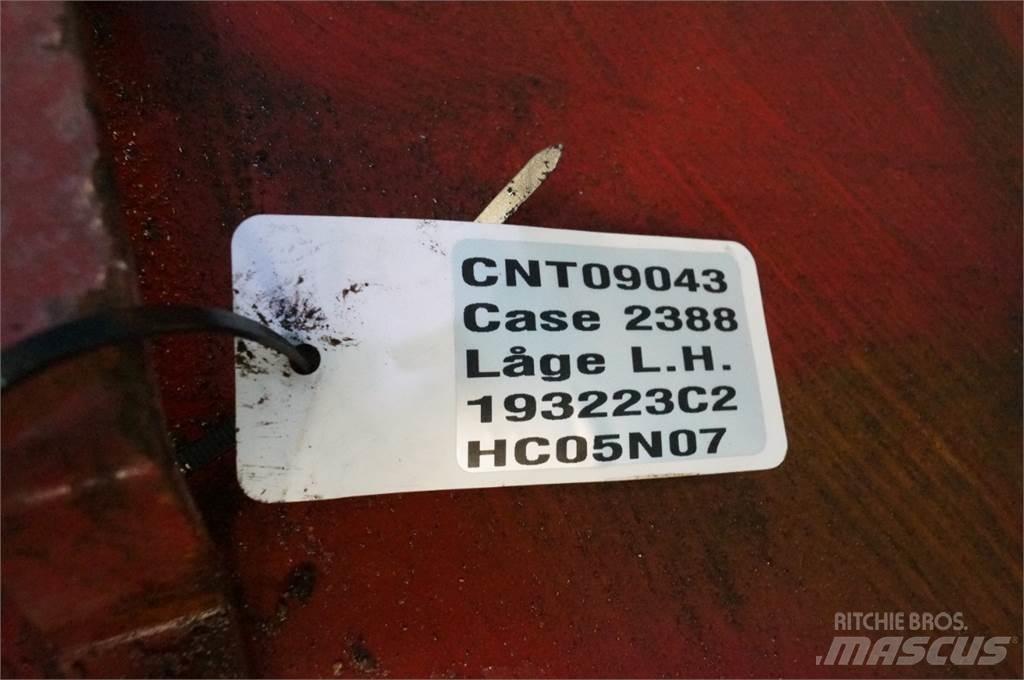 CNT09043
Case 2388
Låge L.H.
193223C2
HC05N07
RITCHIE BROS.
MASCUS